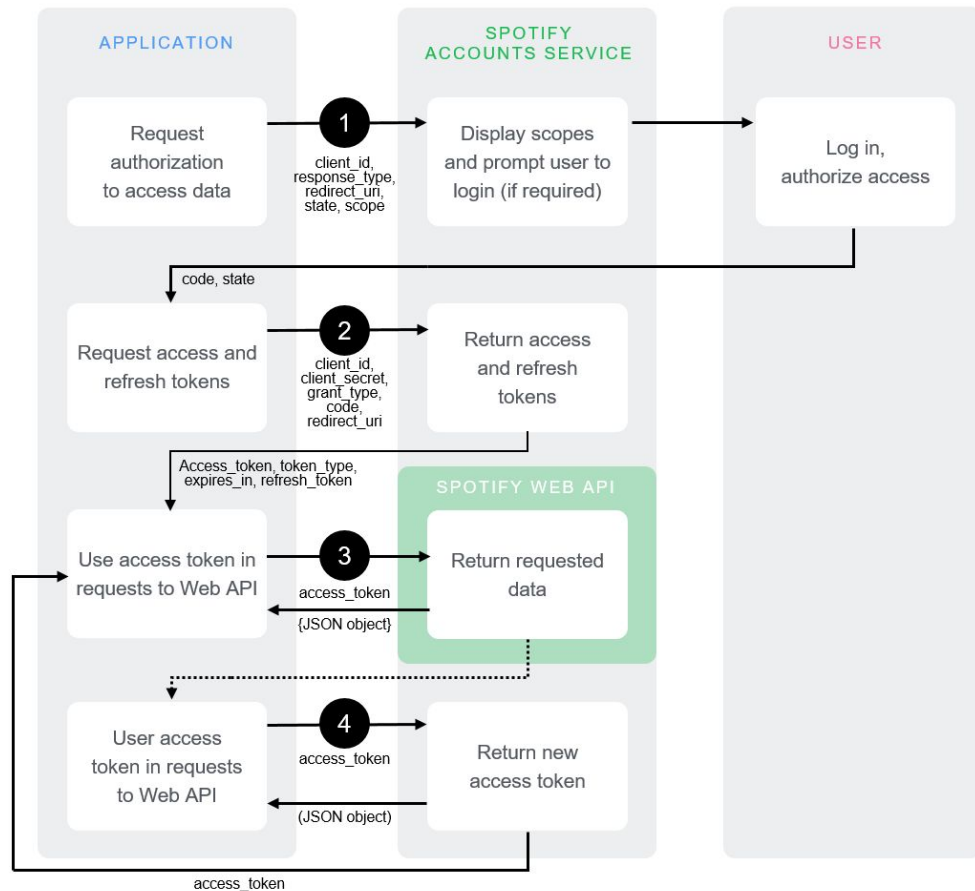 APPLICATION
SPOTIFY
ACCOUNTS SERVICE
USER
Request
authorization
to access data
1
client_id,
response_type,
redirect_uri,
state, scope
Display scopes
and prompt user to
login (if required)
Log in,
authorize access
code, state
Request access and
refresh tokens
2
client_id,
client_secret,
grant_type,
code,
redirect_uri
Return access
and refresh
tokens
Access_token, token_type,
expires_in, refresh_token
SPOTIFY WEB API
Use access token in
requests to Web API
3
access_token
{JSON object}
Return requested
data
User access
token in requests
to Web API
4
access_token
(JSON object)
Return new
access token
access_token